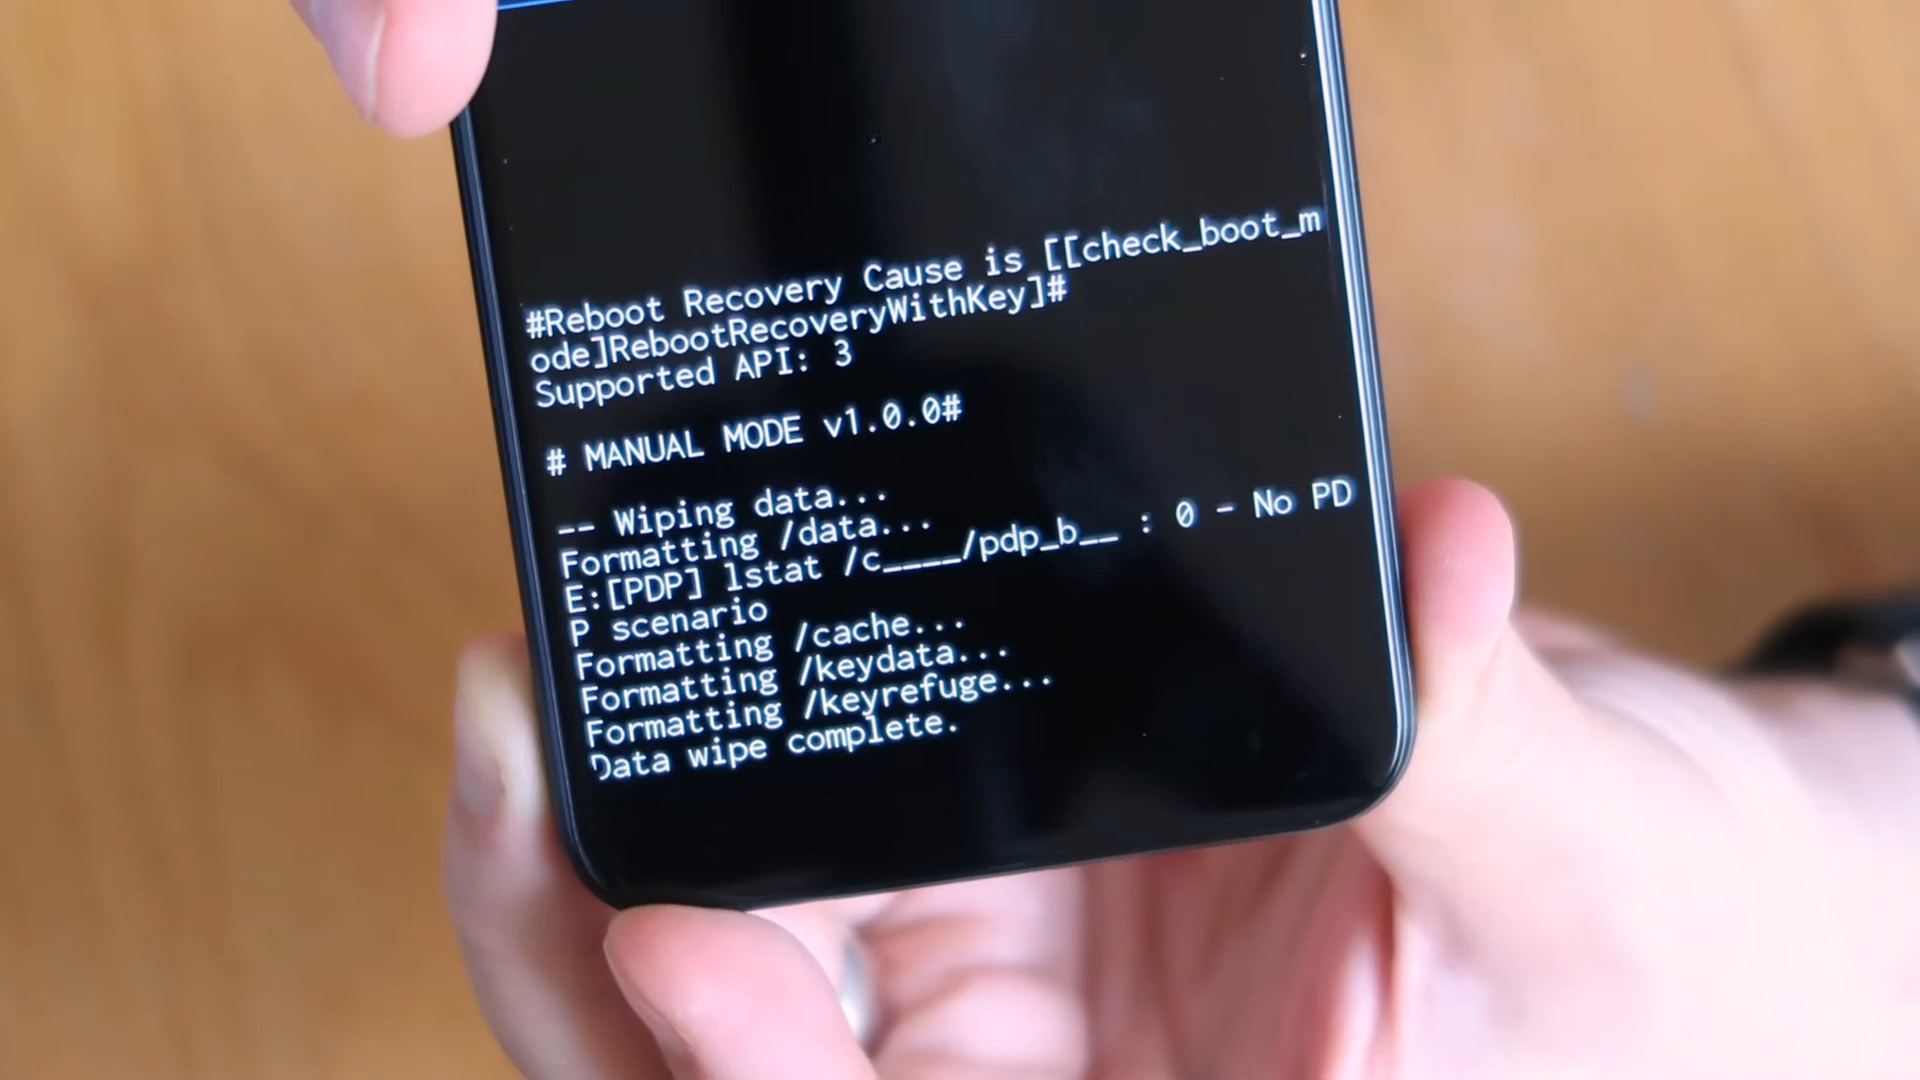 #Reboot Recovery Cause is [[check_boot_m
ode]RebootRecoveryWithKey]#
Supported API: 3
# MANUAL MODE v1.0.0#
-- Wiping data...
Formatting /data...
E:[PDP] lstat /c____/pdp_b__ : 0 - No PD
P scenario
Formatting /cache...
Formatting /keydata...
Formatting /keyrefuge...
Data wipe complete.